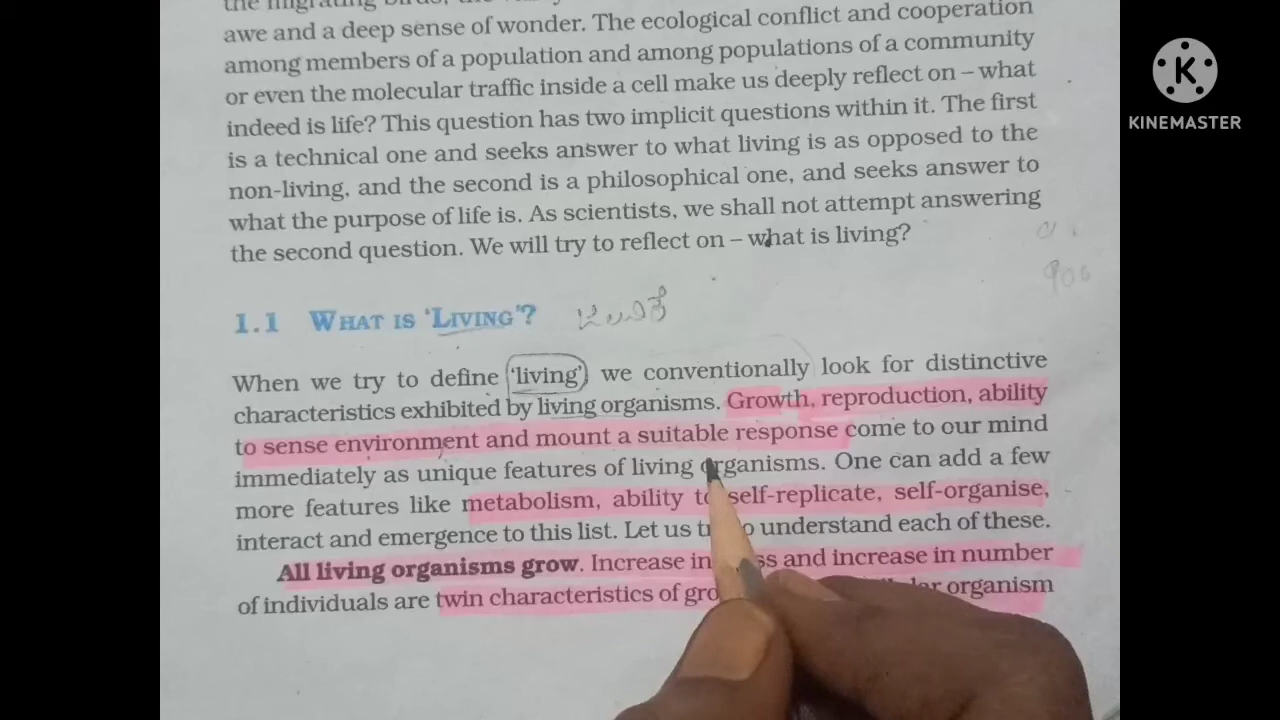 the migrating birds, the
awe and a deep sense of wonder. The ecological conflict and cooperation
among members of a population and among populations of a community
or even the molecular traffic inside a cell make us deeply reflect on – what
indeed is life? This question has two implicit questions within it. The first
is a technical one and seeks answer to what living is as opposed to the
non-living, and the second is a philosophical one, and seeks answer to
what the purpose of life is. As scientists, we shall not attempt answering
the second question. We will try to reflect on – what is living?
1.1 WHAT IS 'LIVING'?
When we try to define 'living', we conventionally look for distinctive
characteristics exhibited by living organisms. Growth, reproduction, ability
to sense environment and mount a suitable response come to our mind
immediately as unique features of living organisms. One can add a few
more features like metabolism, ability to self-replicate, self-organise,
interact and emergence to this list. Let us understand each of these.
All living organisms grow. Increase in and increase in number
of individuals are twin characteristics of organism
KINEMASTER